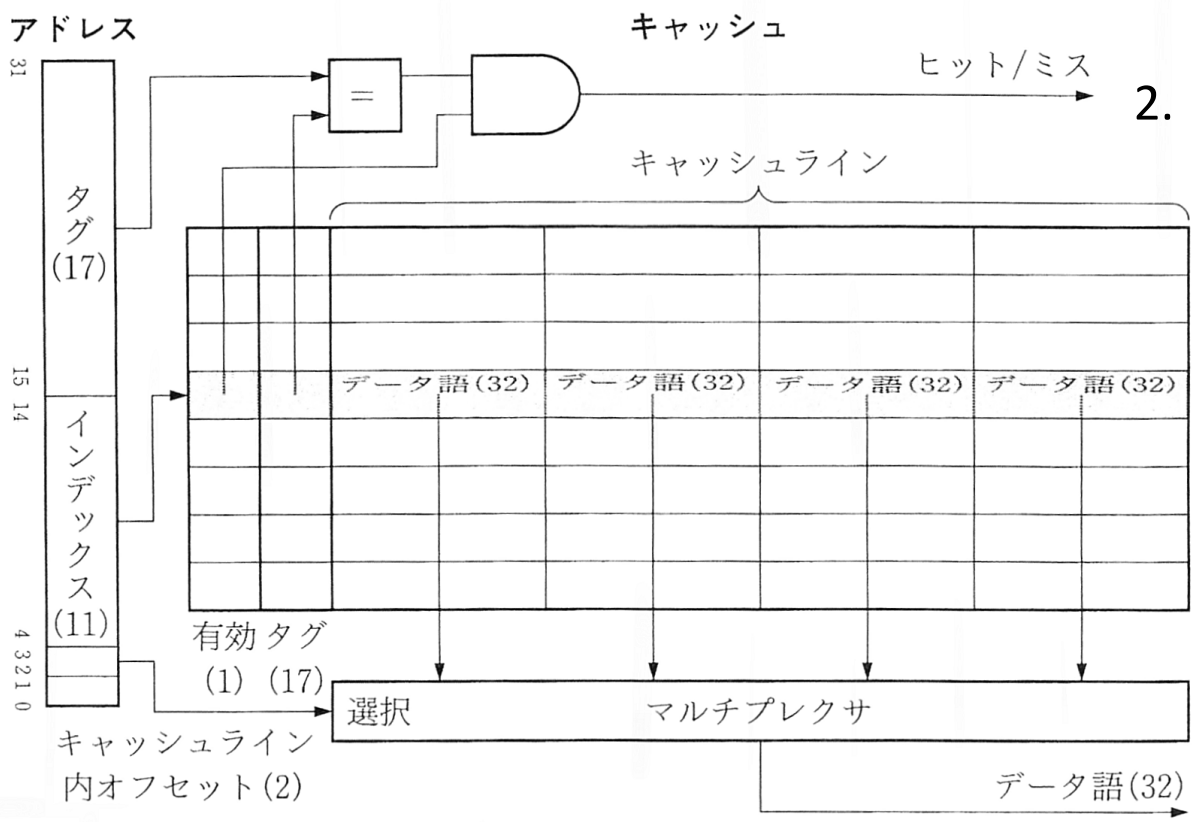 アドレス
キャッシュ
31
=
ヒット/ミス
2.
キャッシュライン
タグ
(17)
15
14
データ語(32)
データ語(32)
データ語(32)
データ語(32)
インデックス
(11)
4
3
2
1
0
有効
タグ
(1)
(17)
選択
マルチプレクサ
キャッシュライン
内オフセット(2)
データ語(32)